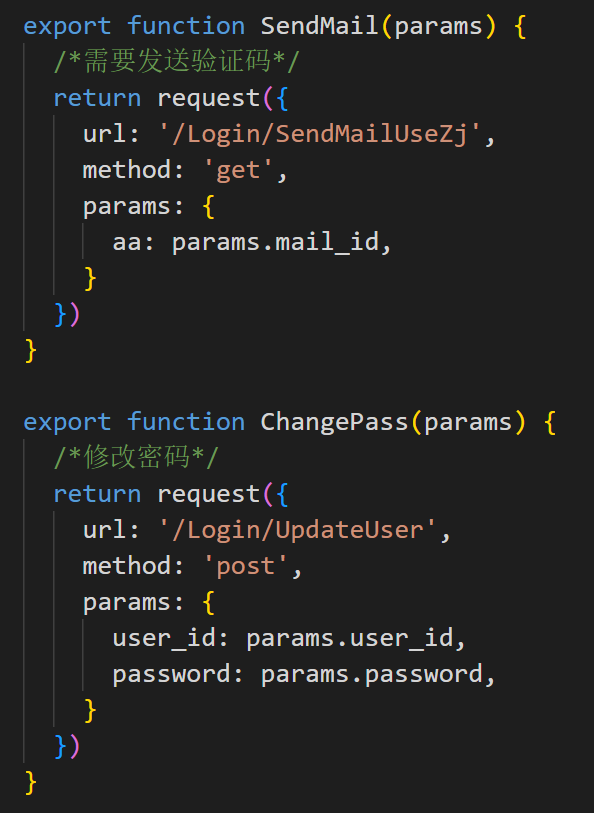 export function SendMail(params) {
/*需要发送验证码*/
return request({
url: '/Login/SendMailUseZj',
method: 'get',
params: {
aa: params.mail_id,
}
})
}
export function ChangePass(params) {
/*修改密码*/
return request({
url: '/Login/UpdateUser',
method: 'post',
params: {
user_id: params.user_id,
password: params.password,
}
})
}